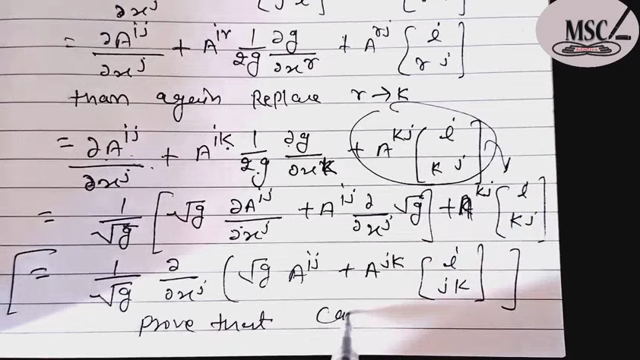 ∂x^j { j i }
= ∂A^{ij}/∂x^j + A^{ir} 1/2g ∂g/∂x^r + A^{rj} { i r j }
than again Replace r → k
= ∂A^{ij}/∂x^j + A^{ik} 1/2g ∂g/∂x^k + A^{kj} { i k j }
= 1/√g [ √g ∂A^{ij}/∂x^j + A^{ij} ∂/∂x^j √g ] + A^{kj} { i k j }
[ = 1/√g ∂/∂x^j ( √g A^{ij} + A^{jk} { i j k } ]
prove that
MSC